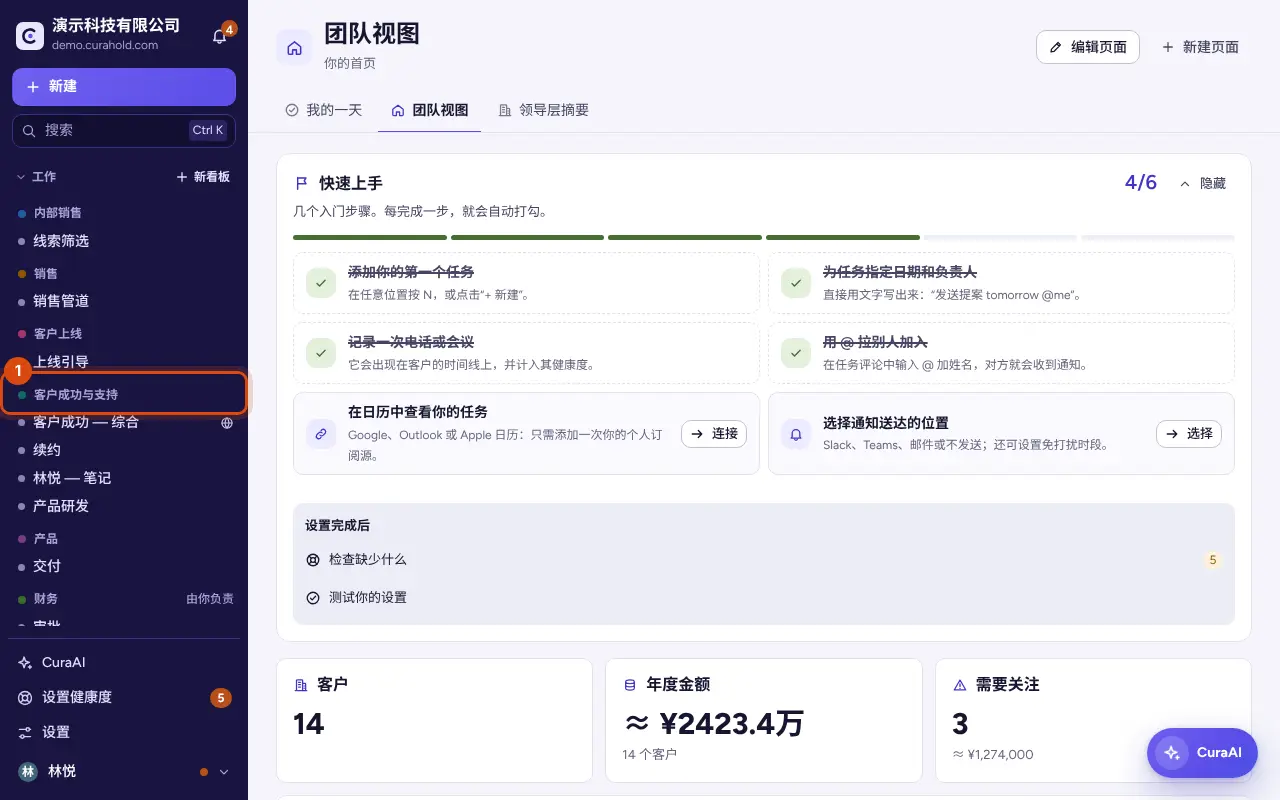 演示科技有限公司
demo.curahold.com
4
+ 新建
搜索
Ctrl K
工作
+ 新看板
内部销售
线索筛选
销售
销售管道
客户上线
上线引导
1
客户成功与支持
客户成功 — 综合
续约
林悦 — 笔记
产品研发
产品
交付
财务
由你负责
审批
CuraAI
设置健康度
5
设置
林
林悦
团队视图
你的首页
编辑页面
+ 新建页面
我的一天
团队视图
领导层摘要
快速上手
4/6
隐藏
几个入门步骤。每完成一步，就会自动打勾。
添加你的第一个任务
在任意位置按 N，或点击“+ 新建”。
为任务指定日期和负责人
直接用文字写出来：“发送提案 tomorrow @me”。
记录一次电话或会议
它会出现在客户的时间线上，并计入其健康度。
用 @ 拉别人加入
在任务评论中输入 @ 加姓名，对方就会收到通知。
在日历中查看你的任务
Google、Outlook 或 Apple 日历：只需添加一次你的个人订
阅源。
→ 连接
选择通知送达的位置
Slack、Teams、邮件或不发送；还可设置免打扰时段。
→ 选择
设置完成后
检查缺少什么
5
测试你的设置
客户
14
年度金额
≈ ¥2423.4万
14 个客户
需要关注
3
≈ ¥1,274,000
CuraAI